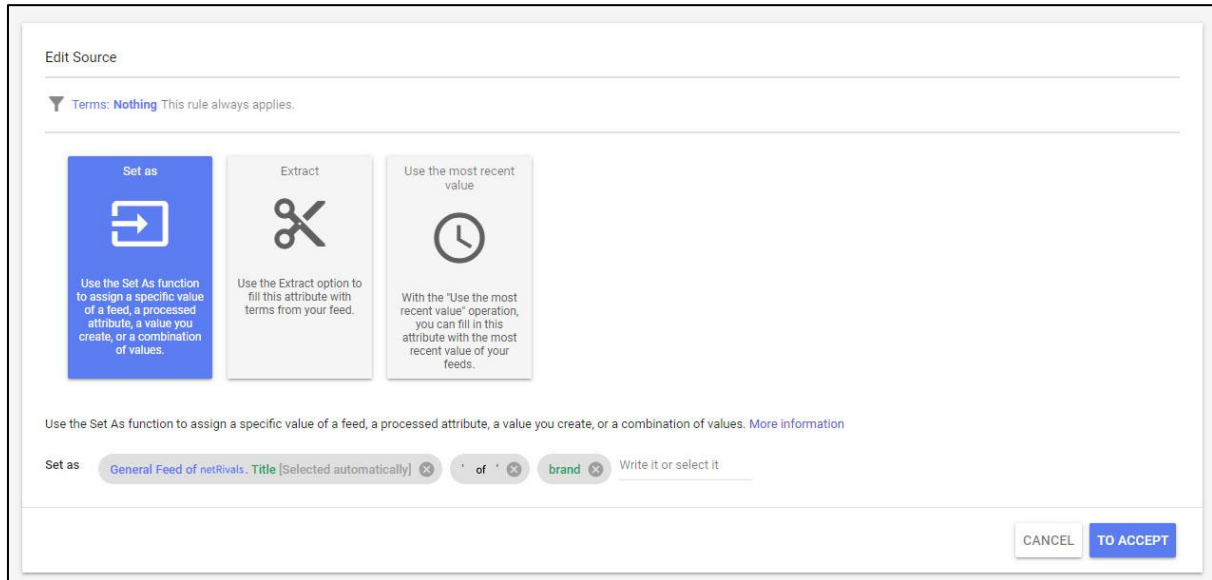 Edit Source
Terms: Nothing This rule always applies.
Set as
Use the Set As function
to assign a specific value
of a feed, a processed
attribute, a value you
create, or a combination
of values.
Extract
Use the Extract option to
fill this attribute with
terms from your feed.
Use the most recent
value
With the "Use the most
recent value" operation,
you can fill in this
attribute with the most
recent value of your
feeds.
Use the Set As function to assign a specific value of a feed, a processed attribute, a value you create, or a combination of values. More information
Set as General Feed of netRivals. Title [Selected automatically] ' of ' brand Write it or select it
CANCEL TO ACCEPT